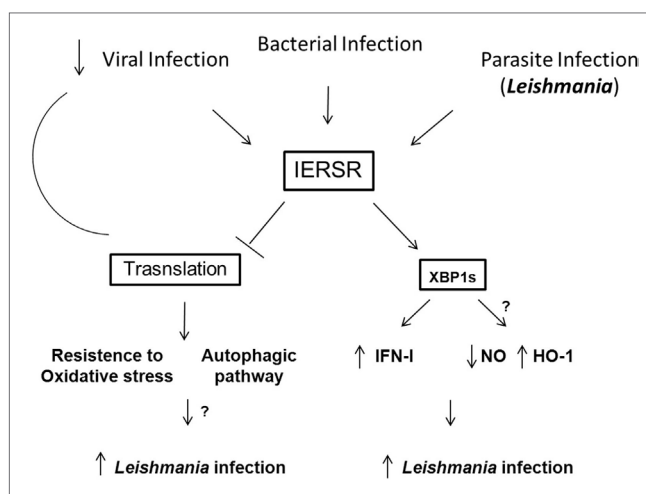 Bacterial Infection
↓ Viral Infection
Parasite Infection
(Leishmania)
IERSR
Trasnslation
XBP1s
?
Resistence to
Oxidative stress
Autophagic
pathway
↑ IFN-I
↓ NO ↑ HO-1
?
↑ Leishmania infection
↑ Leishmania infection